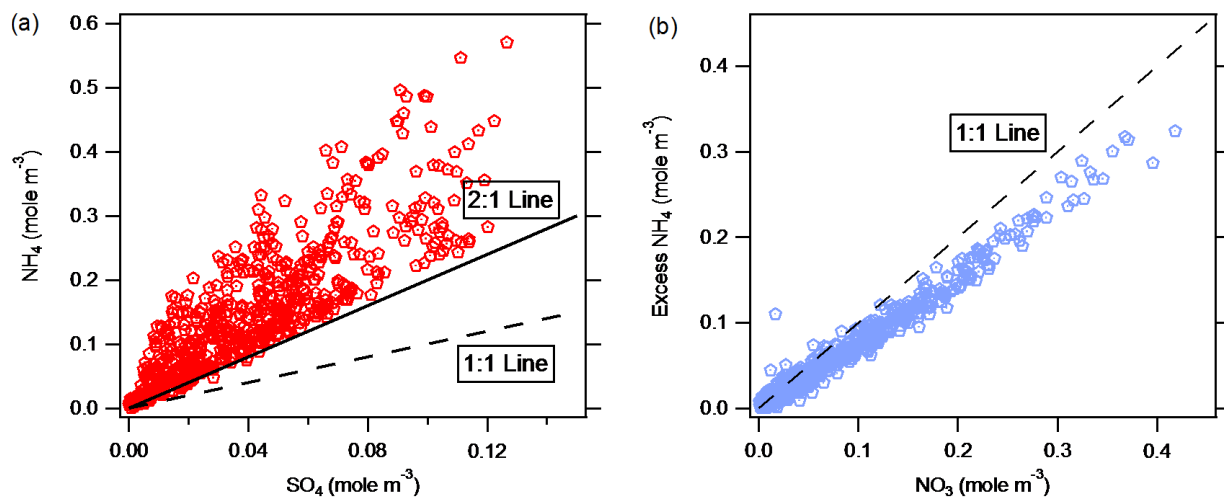 (a)
0.6
0.5
0.4
0.3
0.2
0.1
0.0
NH₄ (mole m⁻³)
2:1 Line
1:1 Line
0.00
0.04
0.08
0.12
SO₄ (mole m⁻³)
(b)
0.4
0.3
0.2
0.1
0.0
Excess NH₄ (mole m⁻³)
1:1 Line
0.0
0.1
0.2
0.3
0.4
NO₃ (mole m⁻³)